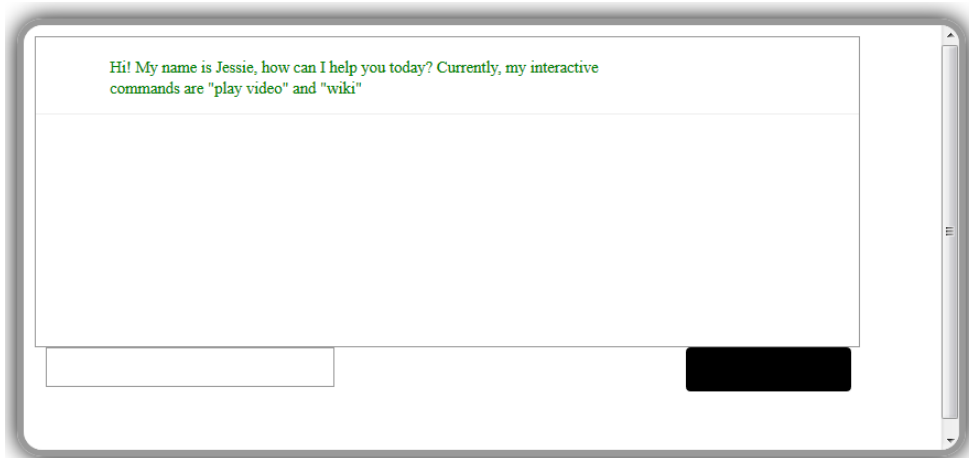 Hi! My name is Jessie, how can I help you today? Currently, my interactive
commands are "play video" and "wiki"